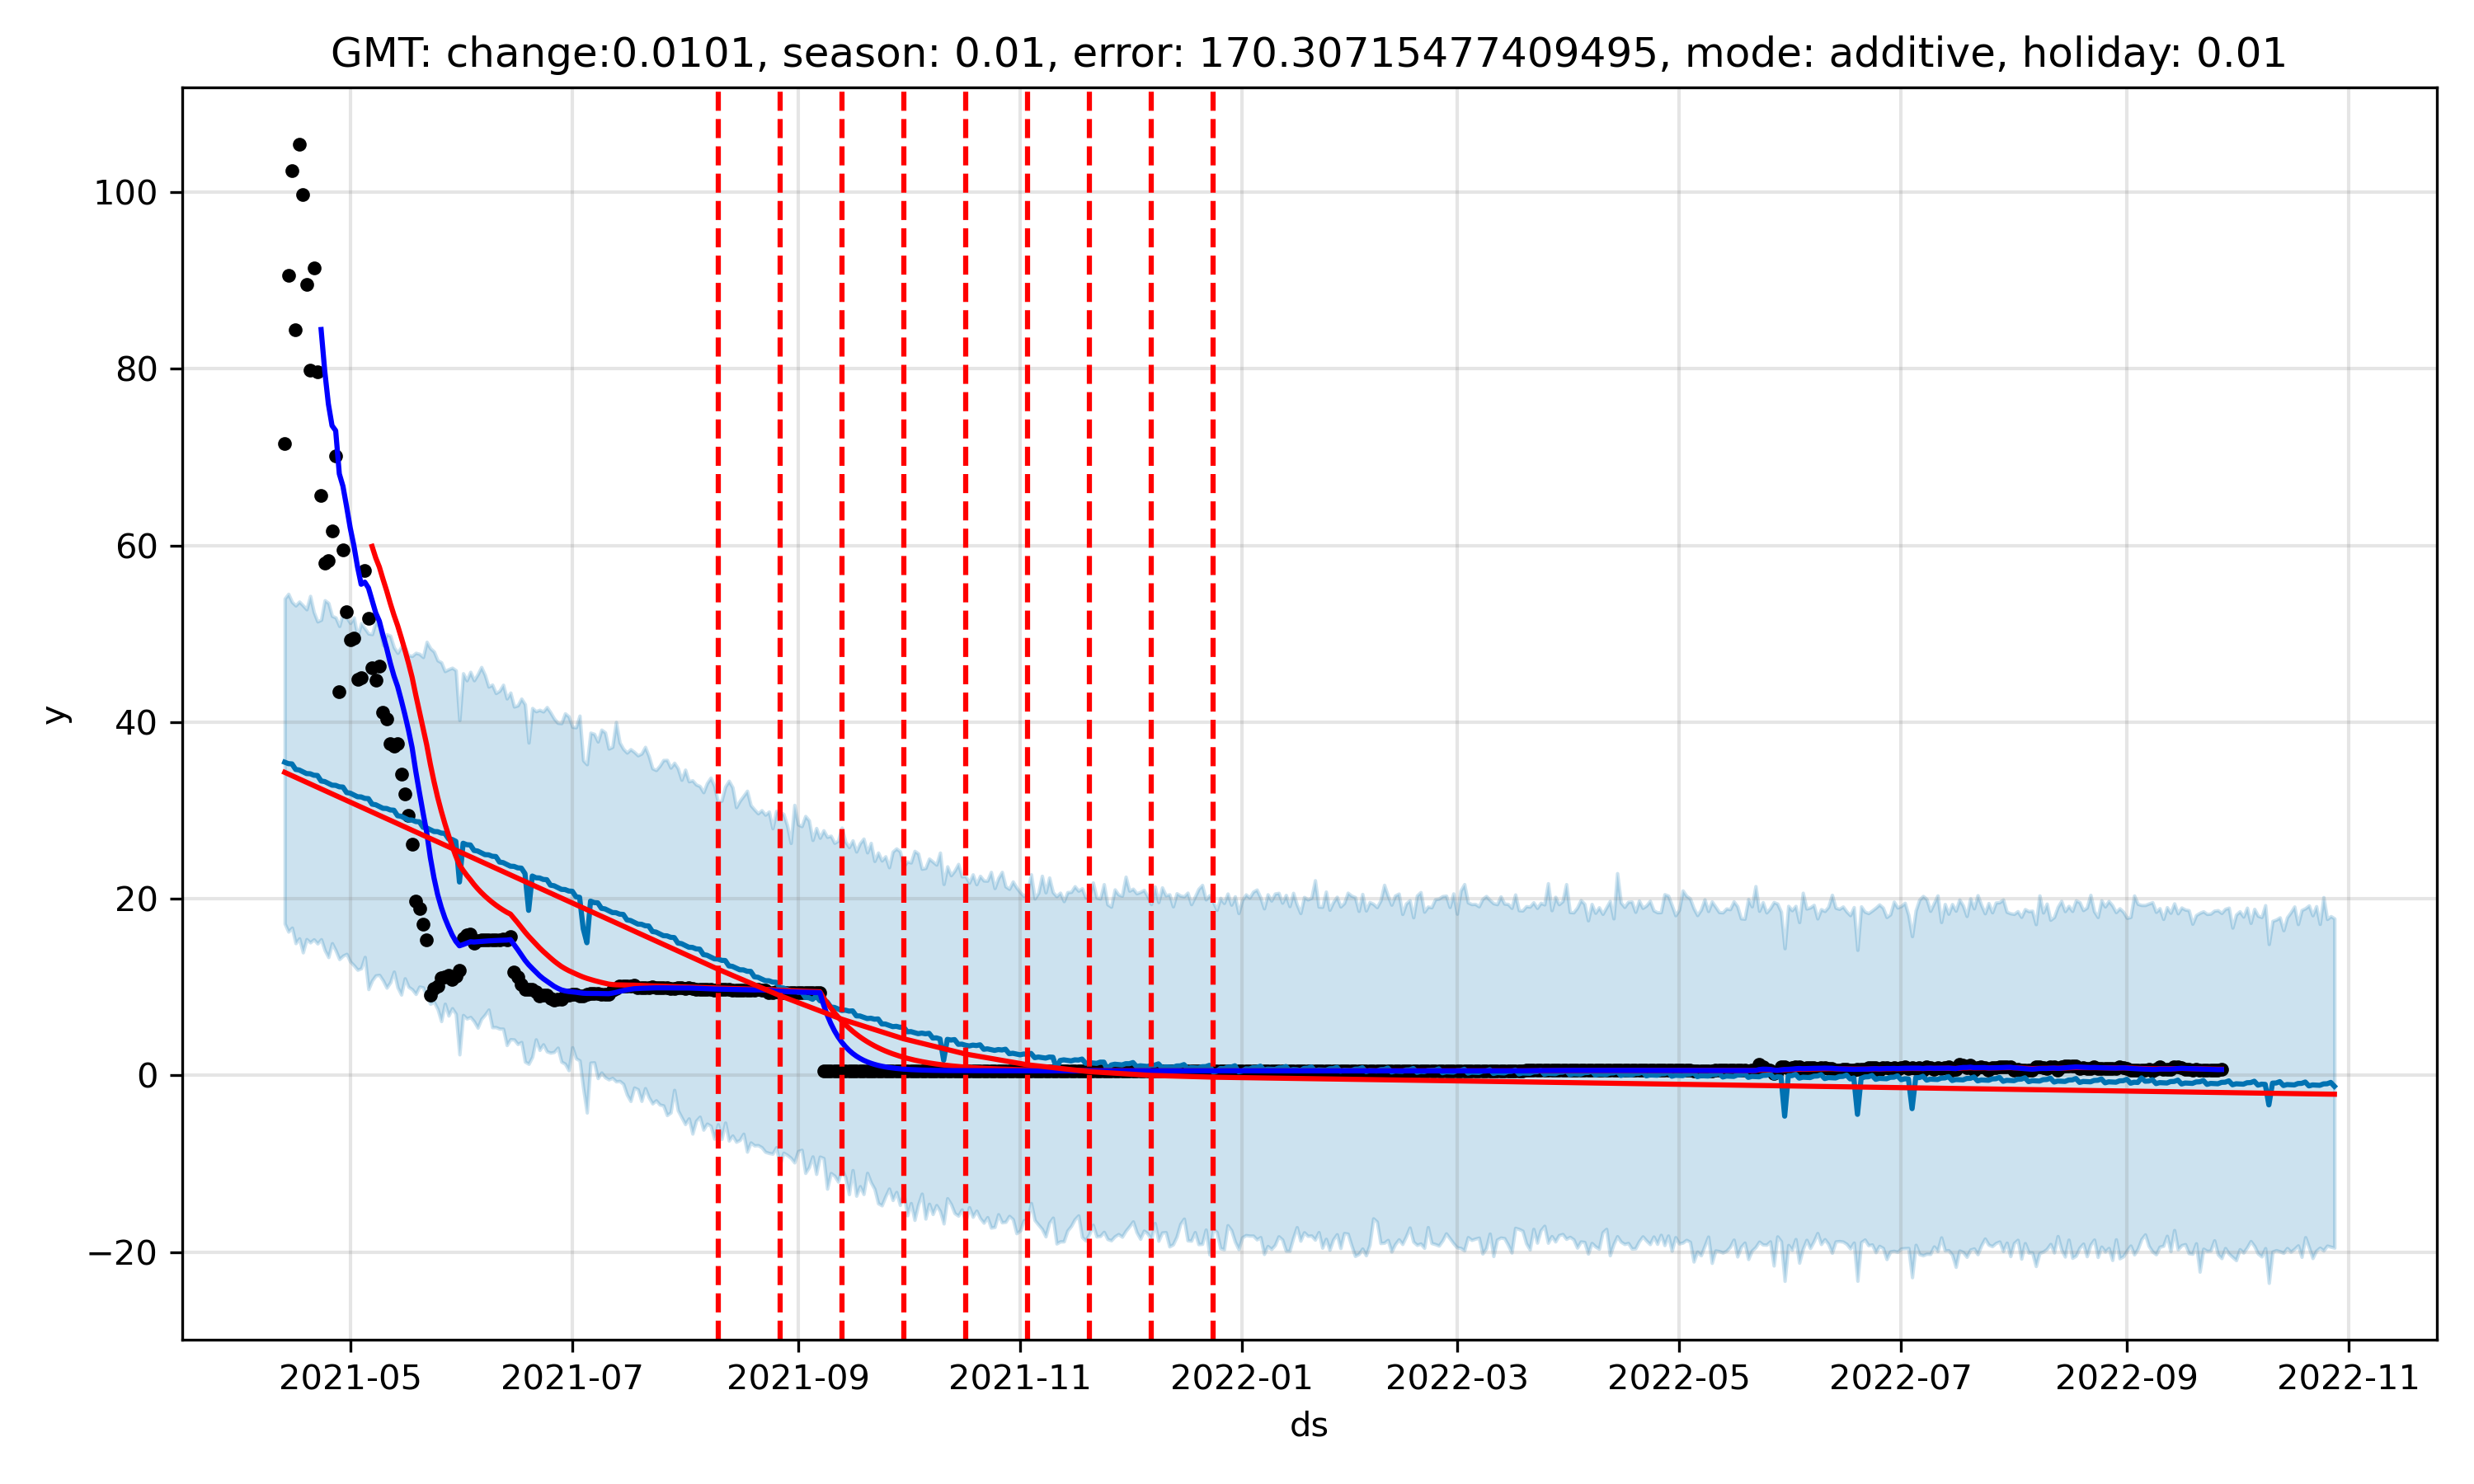 GMT: change:0.0101, season: 0.01, error: 170.30715477409495, mode: additive, holiday: 0.01
100
80
60
40
20
0
−20
y
2021-05 2021-07 2021-09 2021-11 2022-01 2022-03 2022-05 2022-07 2022-09 2022-11
ds